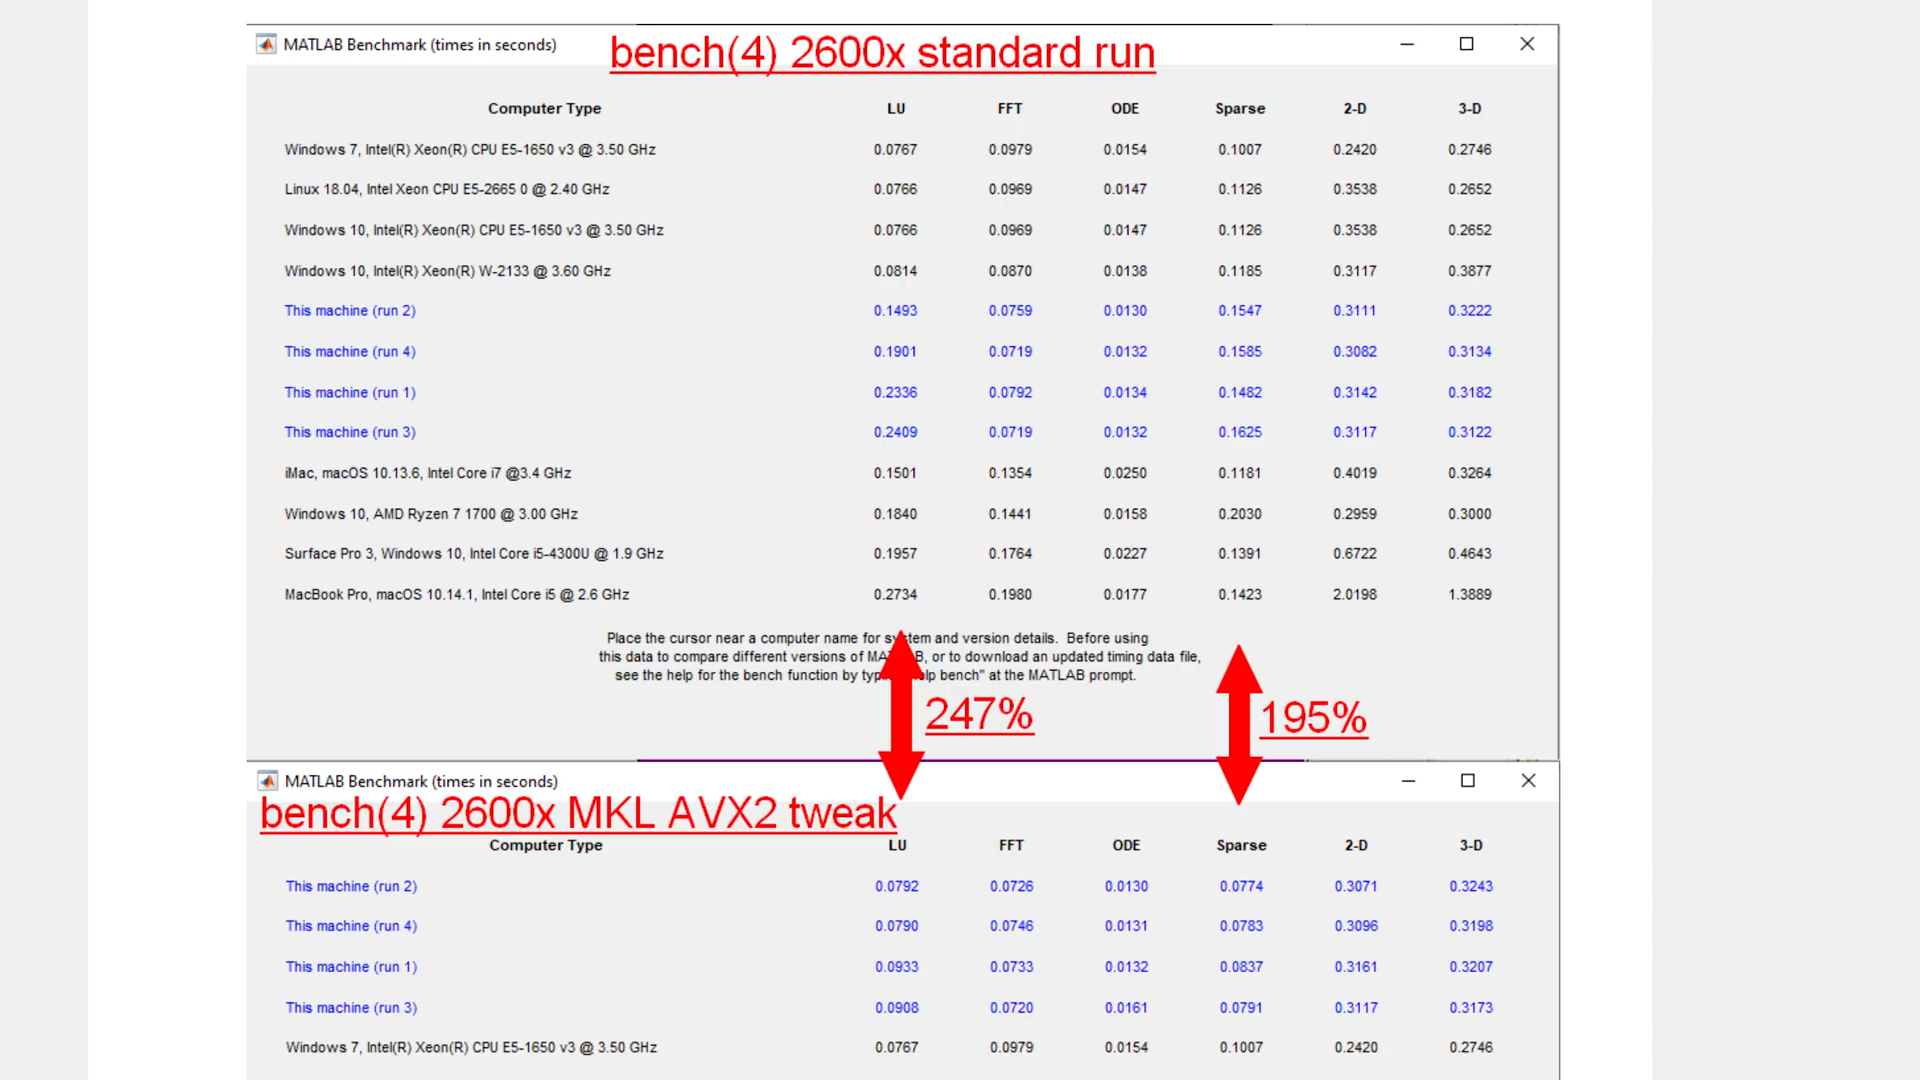 MATLAB Benchmark (times in seconds)
bench(4) 2600x standard run
Computer Type LU FFT ODE Sparse 2-D 3-D
Windows 7, Intel(R) Xeon(R) CPU E5-1650 v3 @ 3.50 GHz 0.0767 0.0979 0.0154 0.1007 0.2420 0.2746
Linux 18.04, Intel Xeon CPU E5-2665 0 @ 2.40 GHz 0.0766 0.0969 0.0147 0.1126 0.3538 0.2652
Windows 10, Intel(R) Xeon(R) CPU E5-1650 v3 @ 3.50 GHz 0.0766 0.0969 0.0147 0.1126 0.3538 0.2652
Windows 10, Intel(R) Xeon(R) W-2133 @ 3.60 GHz 0.0814 0.0870 0.0138 0.1185 0.3117 0.3877
This machine (run 2) 0.1493 0.0759 0.0130 0.1547 0.3111 0.3222
This machine (run 4) 0.1901 0.0719 0.0132 0.1585 0.3082 0.3134
This machine (run 1) 0.2336 0.0792 0.0134 0.1482 0.3142 0.3182
This machine (run 3) 0.2409 0.0719 0.0132 0.1625 0.3117 0.3122
iMac, macOS 10.13.6, Intel Core i7 @3.4 GHz 0.1501 0.1354 0.0250 0.1181 0.4019 0.3264
Windows 10, AMD Ryzen 7 1700 @ 3.00 GHz 0.1840 0.1441 0.0158 0.2030 0.2959 0.3000
Surface Pro 3, Windows 10, Intel Core i5-4300U @ 1.9 GHz 0.1957 0.1764 0.0227 0.1391 0.6722 0.4643
MacBook Pro, macOS 10.14.1, Intel Core i5 @ 2.6 GHz 0.2734 0.1980 0.0177 0.1423 2.0198 1.3889
Place the cursor near a computer name for system and version details. Before using
this data to compare different versions of MATLAB, or to download an updated timing data file,
see the help for the bench function by bench" at the MATLAB prompt.
247% 195%
MATLAB Benchmark (times in seconds)
bench(4) 2600x MKL AVX2 tweak
Computer Type LU FFT ODE Sparse 2-D 3-D
This machine (run 2) 0.0792 0.0726 0.0130 0.0774 0.3071 0.3243
This machine (run 4) 0.0790 0.0746 0.0131 0.0783 0.3096 0.3198
This machine (run 1) 0.0933 0.0733 0.0132 0.0837 0.3161 0.3207
This machine (run 3) 0.0908 0.0720 0.0161 0.0791 0.3117 0.3173
Windows 7, Intel(R) Xeon(R) CPU E5-1650 v3 @ 3.50 GHz 0.0767 0.0979 0.0154 0.1007 0.2420 0.2746